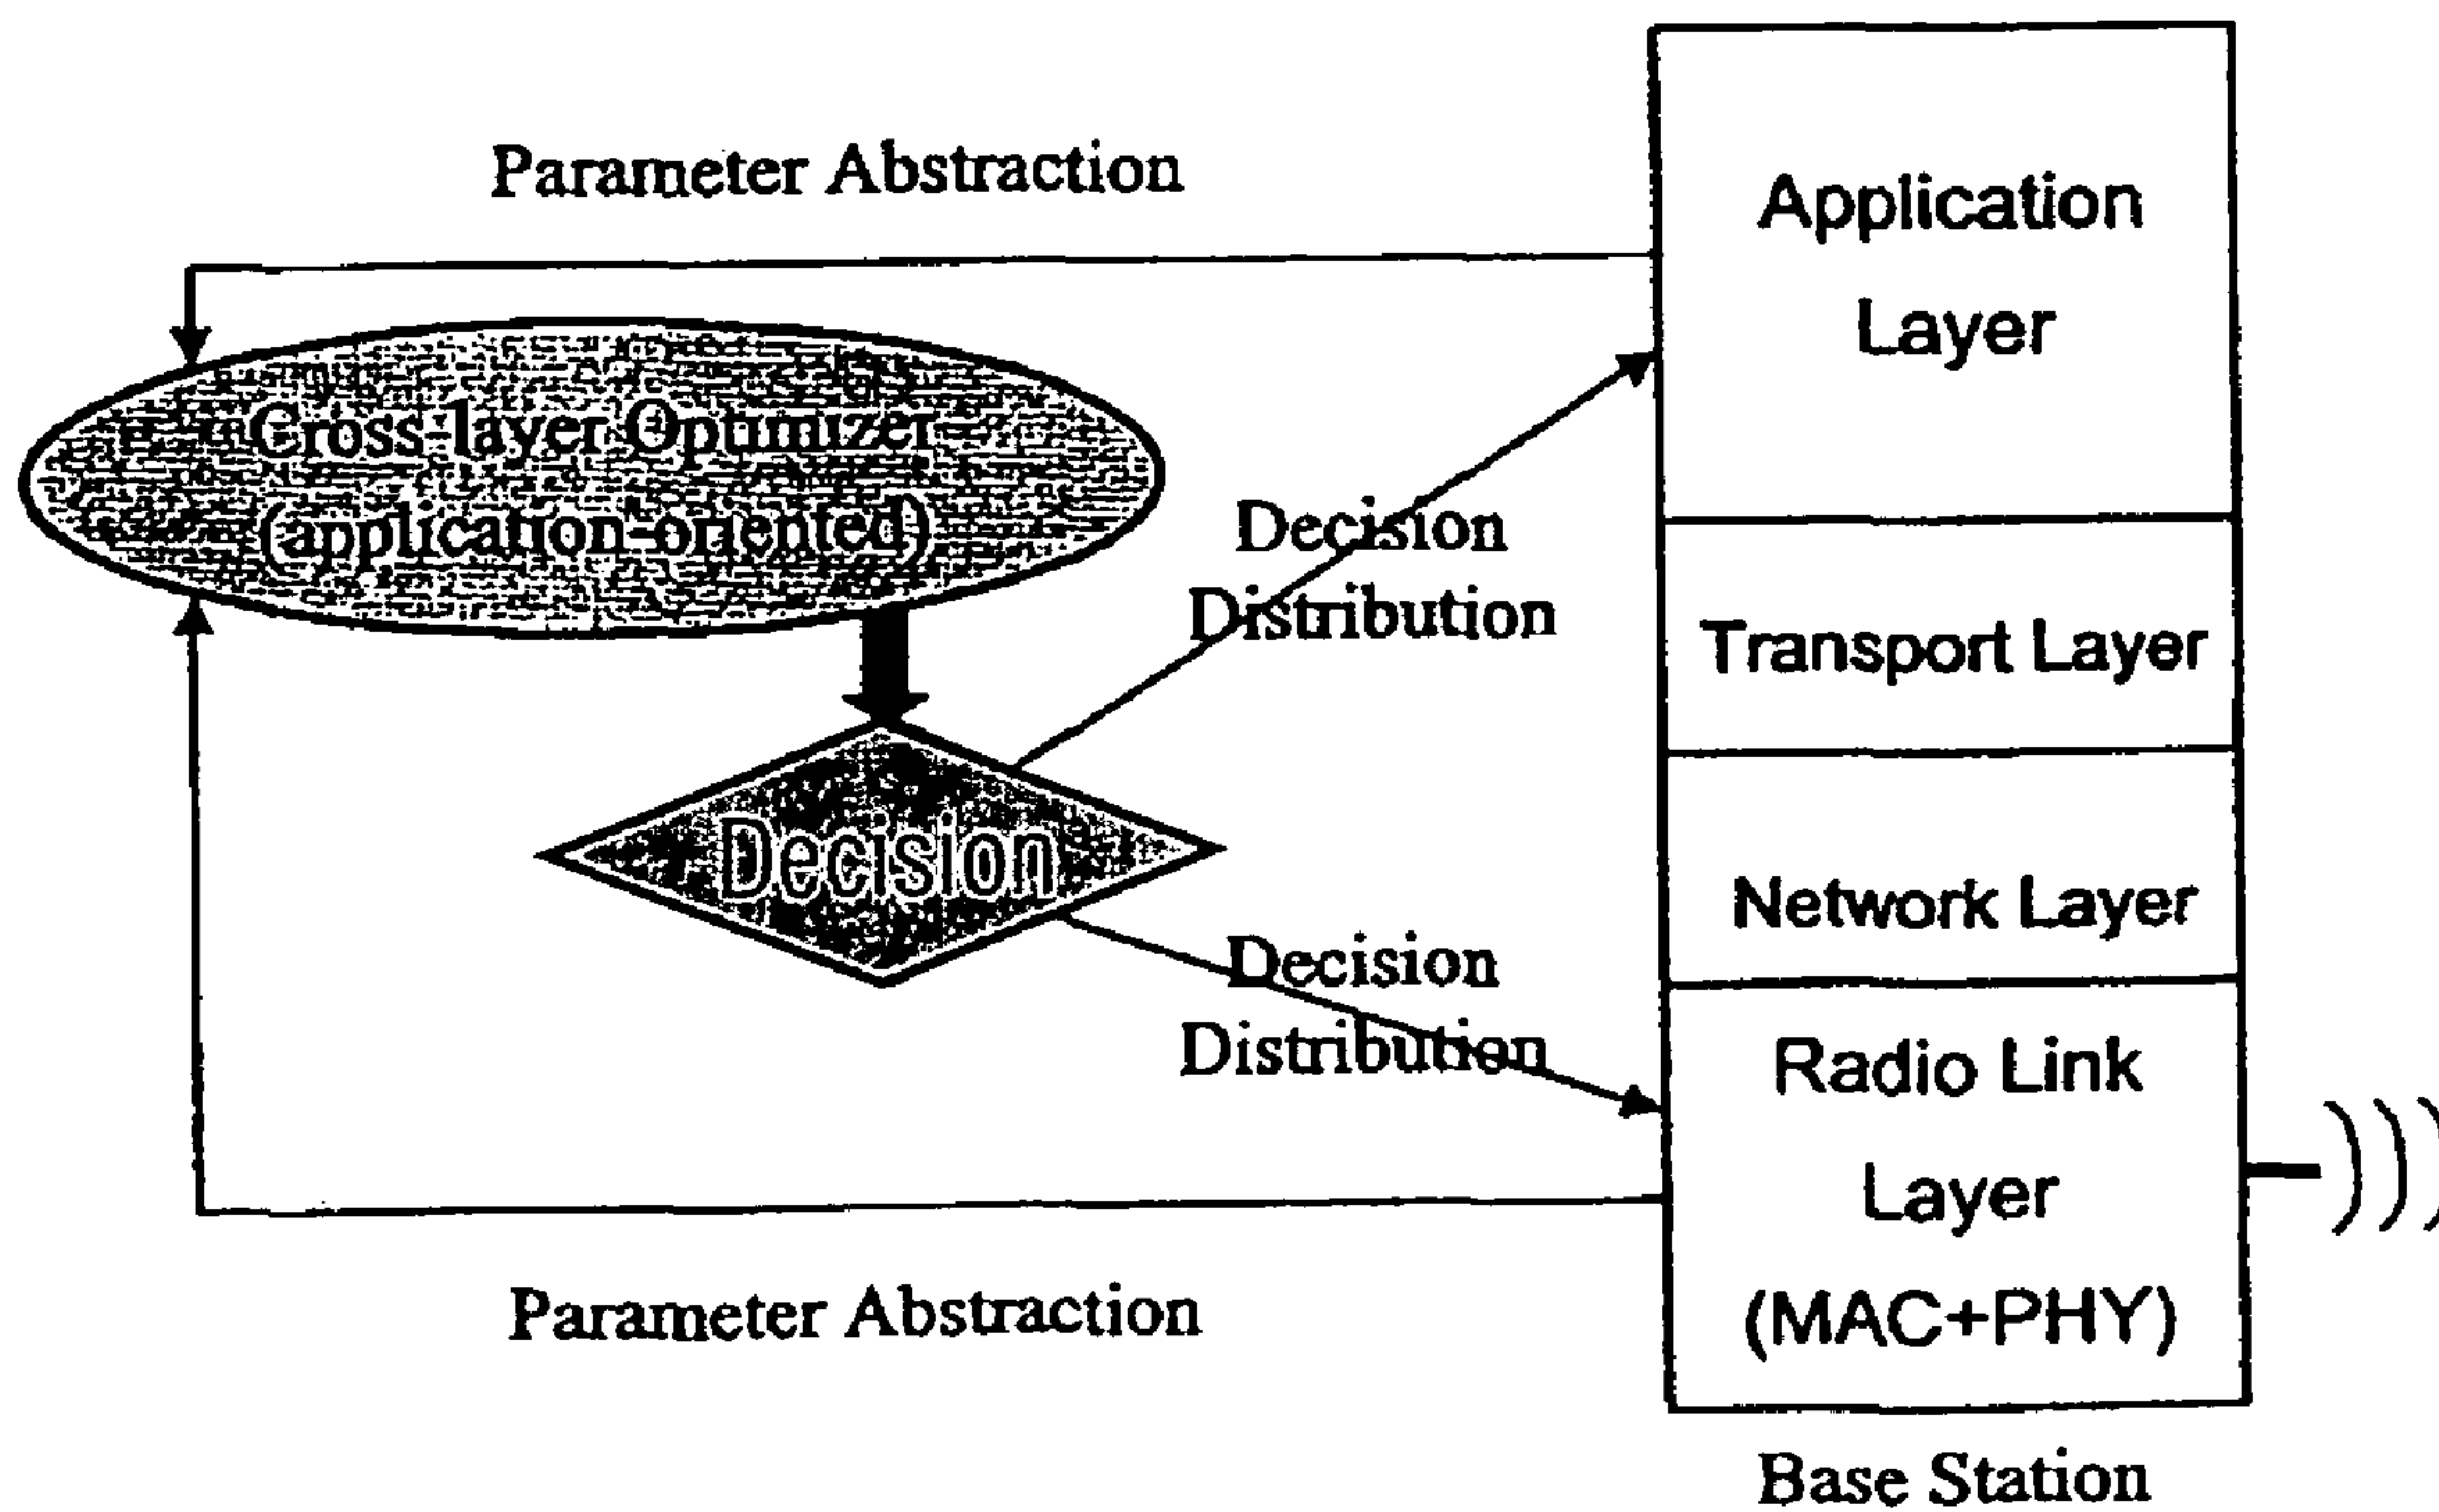 Parameter Abstraction
Application
Layer
Cross-layer Optimizer
(application-oriented)
Decision
Distribution
Transport Layer
Decision
Network Layer
Decision
Distribution
Radio Link
Layer
(MAC+PHY)
Parameter Abstraction
Base Station